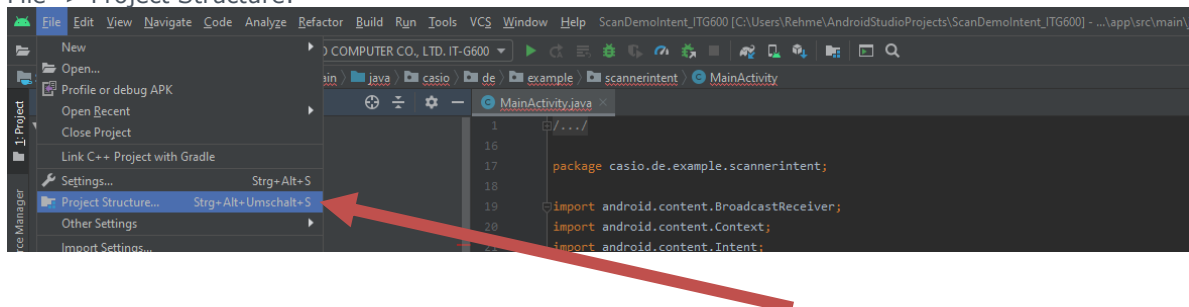 File -> Project Structure:
File Edit View Navigate Code Analyze Refactor Build Run Tools VCS Window Help ScanDemoIntent_ITG600 [C:\Users\Rehme\AndroidStudioProjects\ScanDemoIntent_ITG600] - ...\app\src\main\
New
COMPUTER CO., LTD. IT-G600
Open...
java casio de example scannerintent MainActivity
Profile or debug APK
1: Project
Open Recent
MainActivity.java
Close Project
1 /.../
Link C++ Project with Gradle
16
17 package casio.de.example.scannerintent;
Settings... Strg+Alt+S
18
Project Structure... Strg+Alt+Umschalt+S
19 import android.content.BroadcastReceiver;
Other Settings
20 import android.content.Context;
Import Settings...
21 import android.content.Intent;
Manager